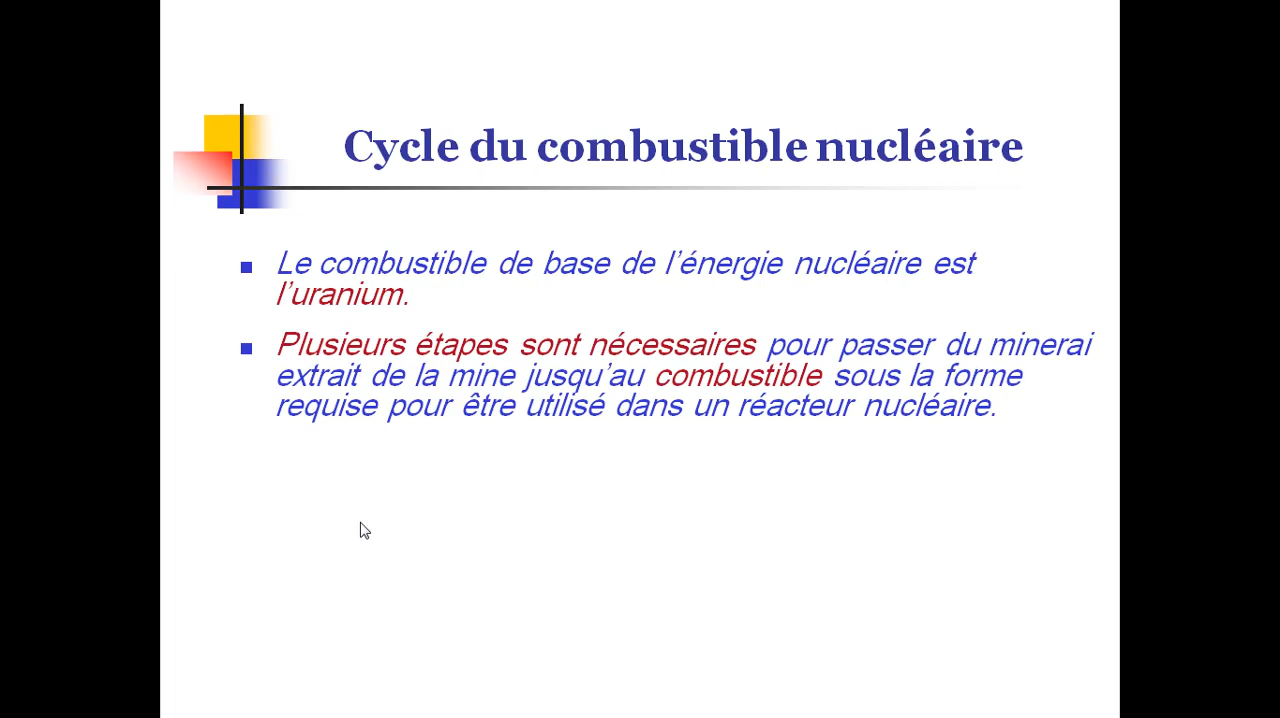 Cycle du combustible nucléaire
Le combustible de base de l’énergie nucléaire est
l’uranium.
Plusieurs étapes sont nécessaires pour passer du minerai
extrait de la mine jusqu’au combustible sous la forme
requise pour être utilisé dans un réacteur nucléaire.